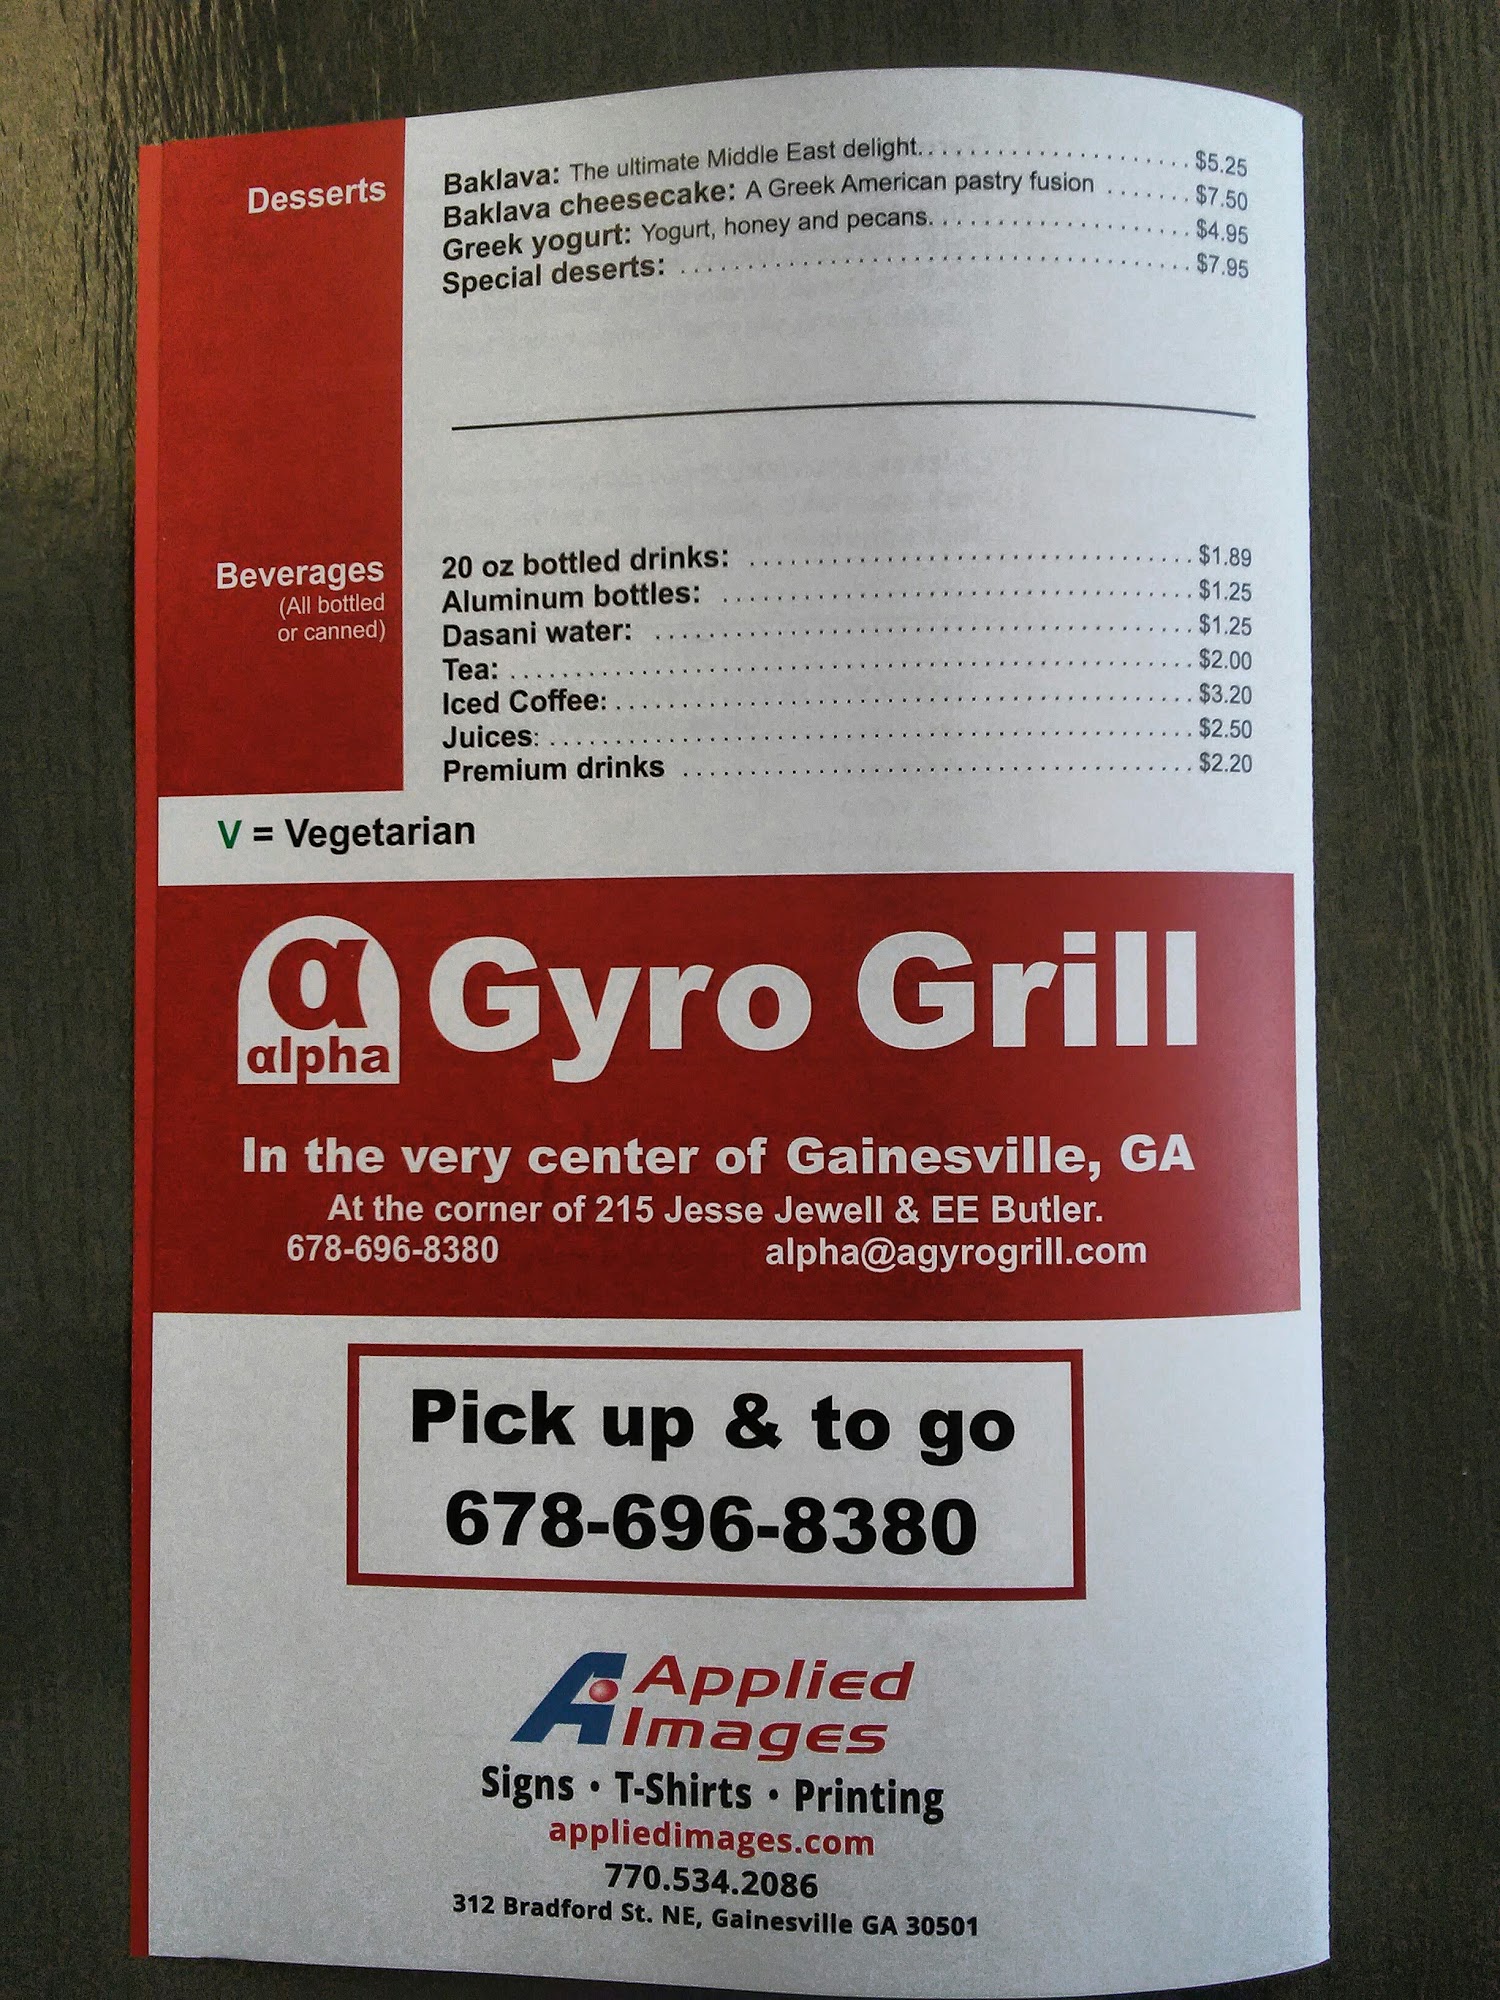 Desserts
Baklava: The ultimate Middle East delight. . . . . . . . . . . . . . . . . . . . . $5.25
Baklava cheesecake: A Greek American pastry fusion . . . . . . . $7.50
Greek yogurt: Yogurt, honey and pecans. . . . . . . . . . . . . . . . . . . . $4.95
Special deserts: . . . . . . . . . . . . . . . . . . . . . . . . . . . . . . . . . . . . . . $7.95
Beverages
(All bottled
or canned)
20 oz bottled drinks: . . . . . . . . . . . . . . . . . . . . . . . . . . . . . . . . . $1.89
Aluminum bottles: . . . . . . . . . . . . . . . . . . . . . . . . . . . . . . . . . . . $1.25
Dasani water: . . . . . . . . . . . . . . . . . . . . . . . . . . . . . . . . . . . . . . . . $1.25
Tea: . . . . . . . . . . . . . . . . . . . . . . . . . . . . . . . . . . . . . . . . . . . . . . . . . . $2.00
Iced Coffee: . . . . . . . . . . . . . . . . . . . . . . . . . . . . . . . . . . . . . . . . . . . $3.20
Juices: . . . . . . . . . . . . . . . . . . . . . . . . . . . . . . . . . . . . . . . . . . . . . . . . $2.50
Premium drinks . . . . . . . . . . . . . . . . . . . . . . . . . . . . . . . . . . . . . . $2.20
V = Vegetarian
α
αlpha
Gyro Grill
In the very center of Gainesville, GA
At the corner of 215 Jesse Jewell & EE Butler.
678-696-8380 alpha@agyrogrill.com
Pick up & to go
678-696-8380
Applied
Images
Signs • T-Shirts • Printing
appliedimages.com
770.534.2086
312 Bradford St. NE, Gainesville GA 30501